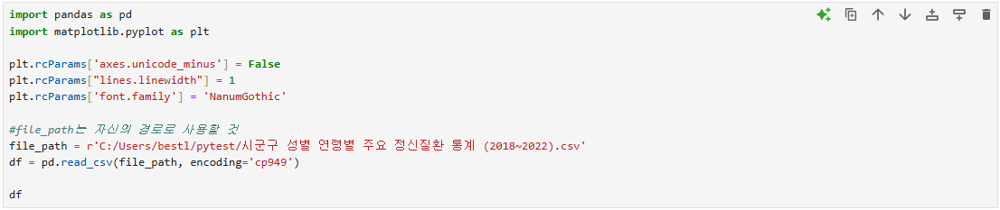 import pandas as pd
import matplotlib.pyplot as plt
plt.rcParams['axes.unicode_minus'] = False
plt.rcParams["lines.linewidth"] = 1
plt.rcParams['font.family'] = 'NanumGothic'
#file_path는 자신의 경로로 사용할 것
file_path = r'C:/Users/bestl/pytest/시군구 성별 연령별 주요 정신질환 통계 (2018~2022).csv'
df = pd.read_csv(file_path, encoding='cp949')
df